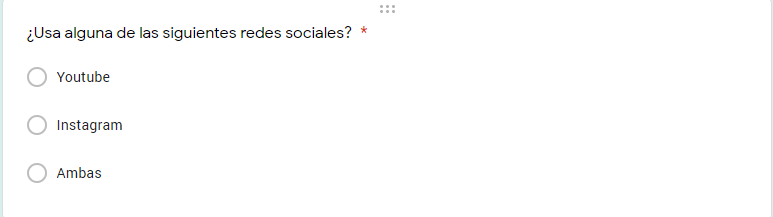 ¿Usa alguna de las siguientes redes sociales? *
Youtube
Instagram
Ambas